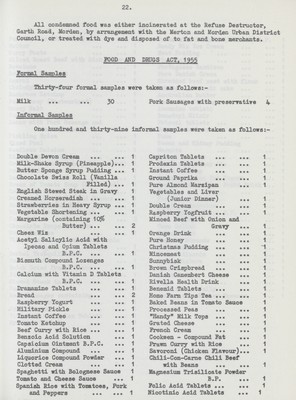 22.
All condemned food was either incinerated at the Refuse Destructor,
Garth Road, Morden, by arrangement with the Merton and Morden Urban District
Council, or treated with dye and disposed of to fat and bone merchants.
FOOD AND DRUGS ACT, 1955
Formal Samples
Thirty-four formal samples were taken as follows:-
Milk ... ... 30 Pork Sausages with preservative 4
Informal Samples
One hundred and thirty-nine informal samples were taken as follows:-
Double Devon Cream ... ... 1
Milk-Shake Syrup (Pineapple)... 1
Butter Sponge Syrup Pudding ... 1
Chocolate Swiss Roll (Vanilla
Filled) ... 1
English Stewed Steak in Gravy 1
Creamed Horseradish ... ... 1
Strawberries in Heavy Syrup ... 1
Vegetable Shortening ... ... 1
Margarine (containing 10%
Butter) ... ... 2
Chess Wix ... ... ... 1
Acetyl Salicylic Acid with
Ipecac and Opium Tablets
B.P.C. ... ... 1
Bismuth Compound Lozenges
B.P.C. ... ... 1
Calcium with Vitamin D Tablets
B.P.C. ... ... 1
Dramamine Tablets ... ... 1
Bread ... ... ... 2
Raspberry Yogurt ... ... 1
Military Pickle ... ... 1
Instant Coffee ... ... 1
Tomato Ketchup ... ... 1
Beef Curry with Rice ... ... 1
Benzoic Acid Solution ... 1
Capsicum Ointment B.P.C. ... 1
Aluminium Compound ... ... 1
Liquorice Compound Powder ... 1
Clotted Cream ... ... 1
Spaghetti with Bolognese Sauce 1
Tomato and Cheese Sauce ... 1
Spanish Rice with Tomatoes, Pork
and Peppers ... ... 1
Capriton Tablets ... ... 1
Prodexin Tablets ... ... 1
Instant Coffee ... ... 1
Ground Paprika ... ... 1
Pure Almond Marzipan ... 1
Vegetables and Liver
(Junior Dinner) ... 1
Double Cream ... ... 1
Raspberry Yogfruit ... ... 1
Minced Beef with Onion and
Gravy ... 1
Orange Drink ... ... 1
Pure Honey ... ... 1
Christmas Pudding ... ... 1
Mincemeat ... ... 1
Sunnybisk ... ... 1
Brown Crispbread ... ... 1
Danish Camembert Cheese ... 1
Rivella Health Drink ... 1
Benemid Tablets ... ... 1
Home Farm Tips Tea ... ... 1
Baked Beans in Tomato Sauce 1
Processed Peas ... ... 1
"Handy" Milk Tops ... ... 1
Grated Cheese ... ... 1
French Cream ... ... 1
Cookeen - Compound Fat ... 1
Prawn Curry with Rice ... 1
Savoreal (Chicken Flavour)... 1
Chili-Con-Carne Chili Beef
with Beans ... ... 1
Magnesium Trisilicate Powder
B.P. ... 1
Folic Acid Tablets ... ... 1
Nicotinic Acid Tablets ... 1